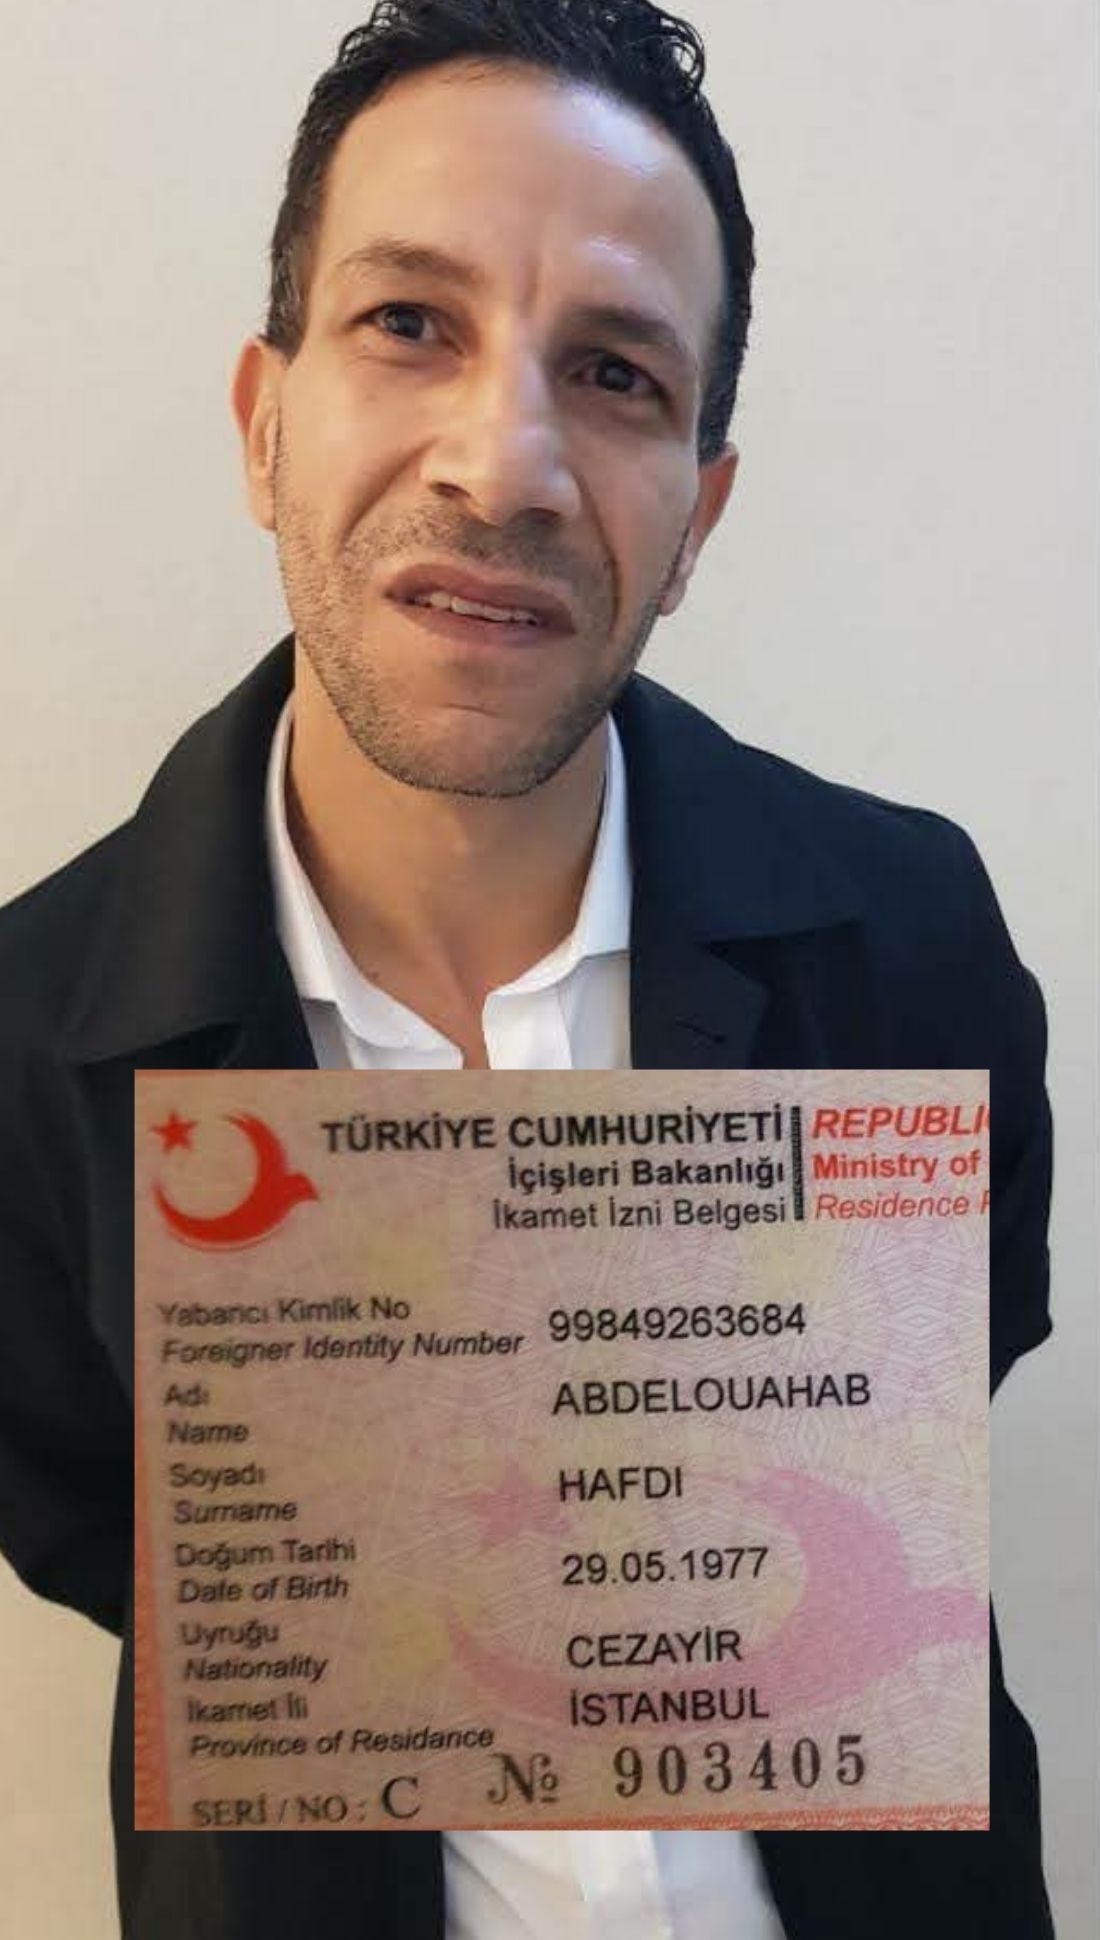 TÜRKİYE CUMHURİYETİ
İçişleri Bakanlığı
İkamet İzni Belgesi
REPUBLI
Ministry of
Residence
Yabancı Kimlik No
Foreigner Identity Number 99849263684
Adı
Name ABDELOUAHAB
Soyadı
Surname HAFDI
Doğum Tarihi
Date of Birth 29.05.1977
Uyruğu
Nationality CEZAYİR
İkamet İli
Province of Residance İSTANBUL
SERİ / NO : C № 903405